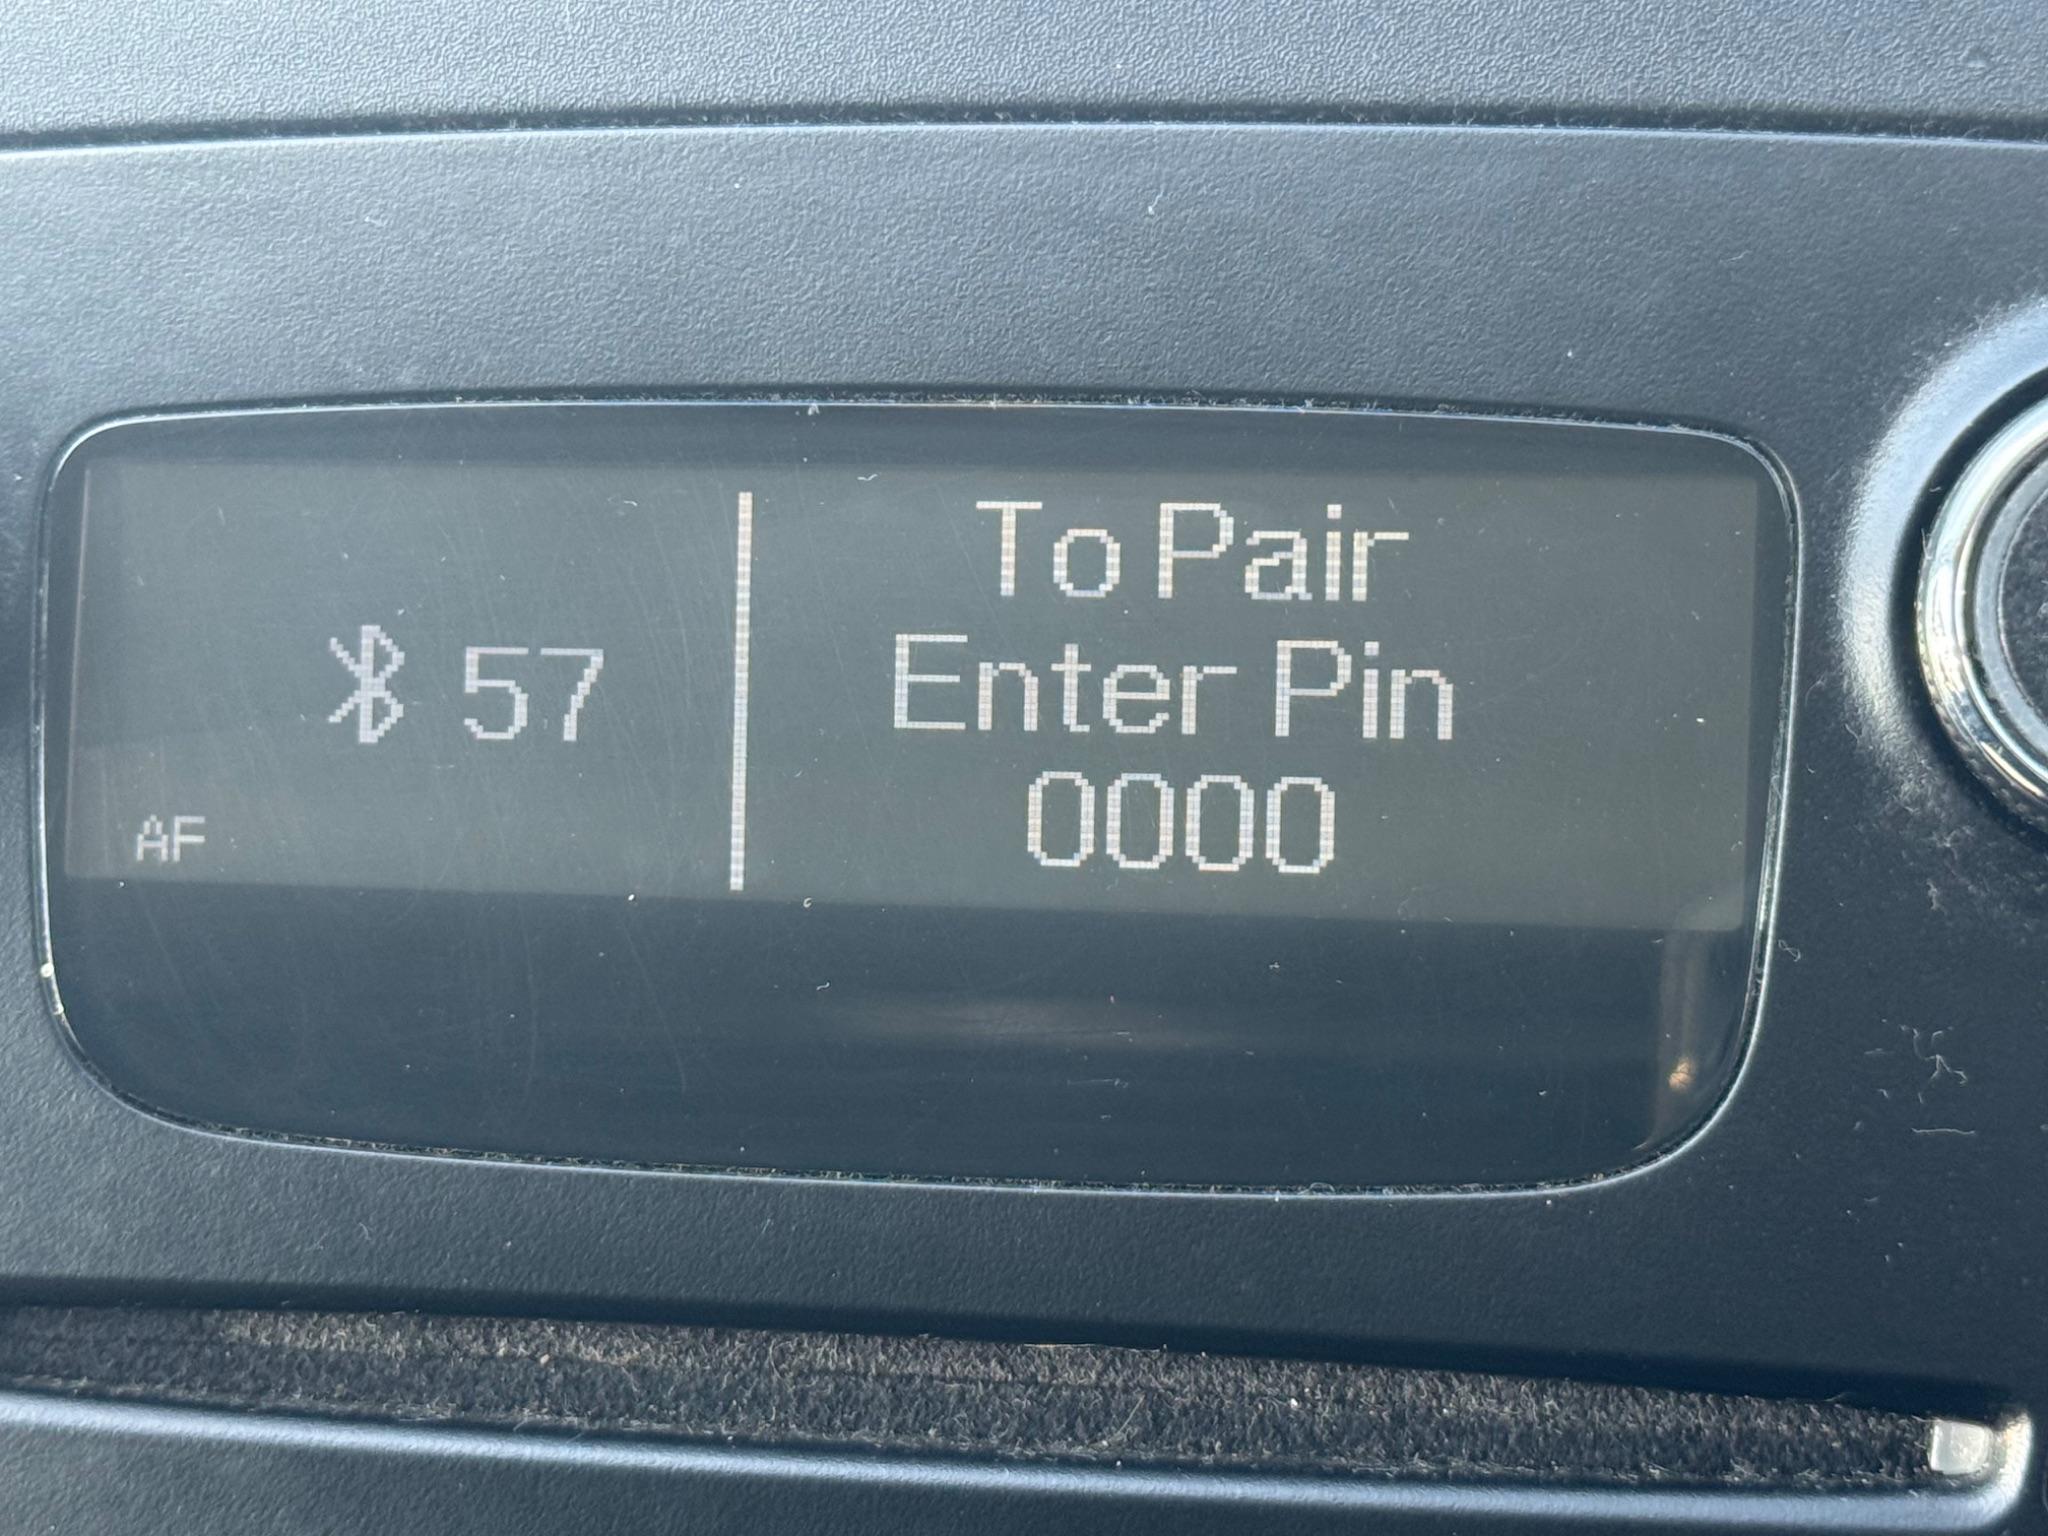 57
AF
To Pair
Enter Pin
0000